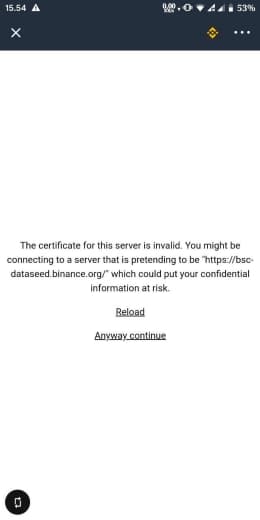 15.54
0.00
53%
The certificate for this server is invalid. You might be
connecting to a server that is pretending to be "https://bsc-
dataseed.binance.org/" which could put your confidential
information at risk.
Reload
Anyway continue